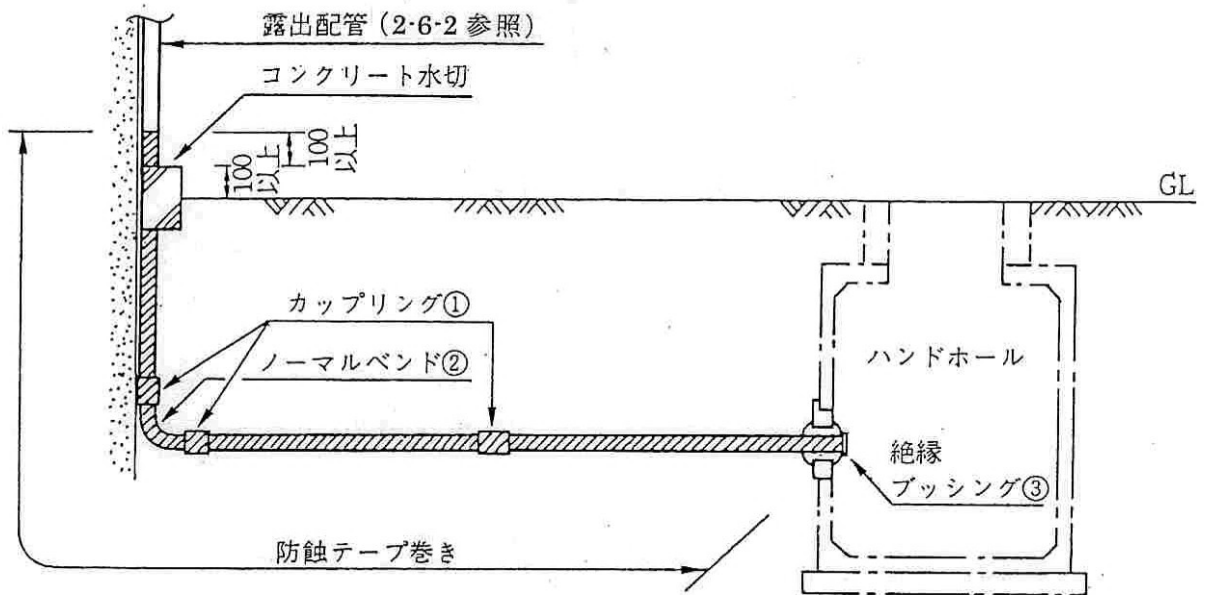 露出配管 (2·6·2 参照)
コンクリート水切
100
以上
100
以上
GL
カップリング①
ノーマルベンド②
ハンドホール
絶縁
ブッシング③
防蝕テープ巻き